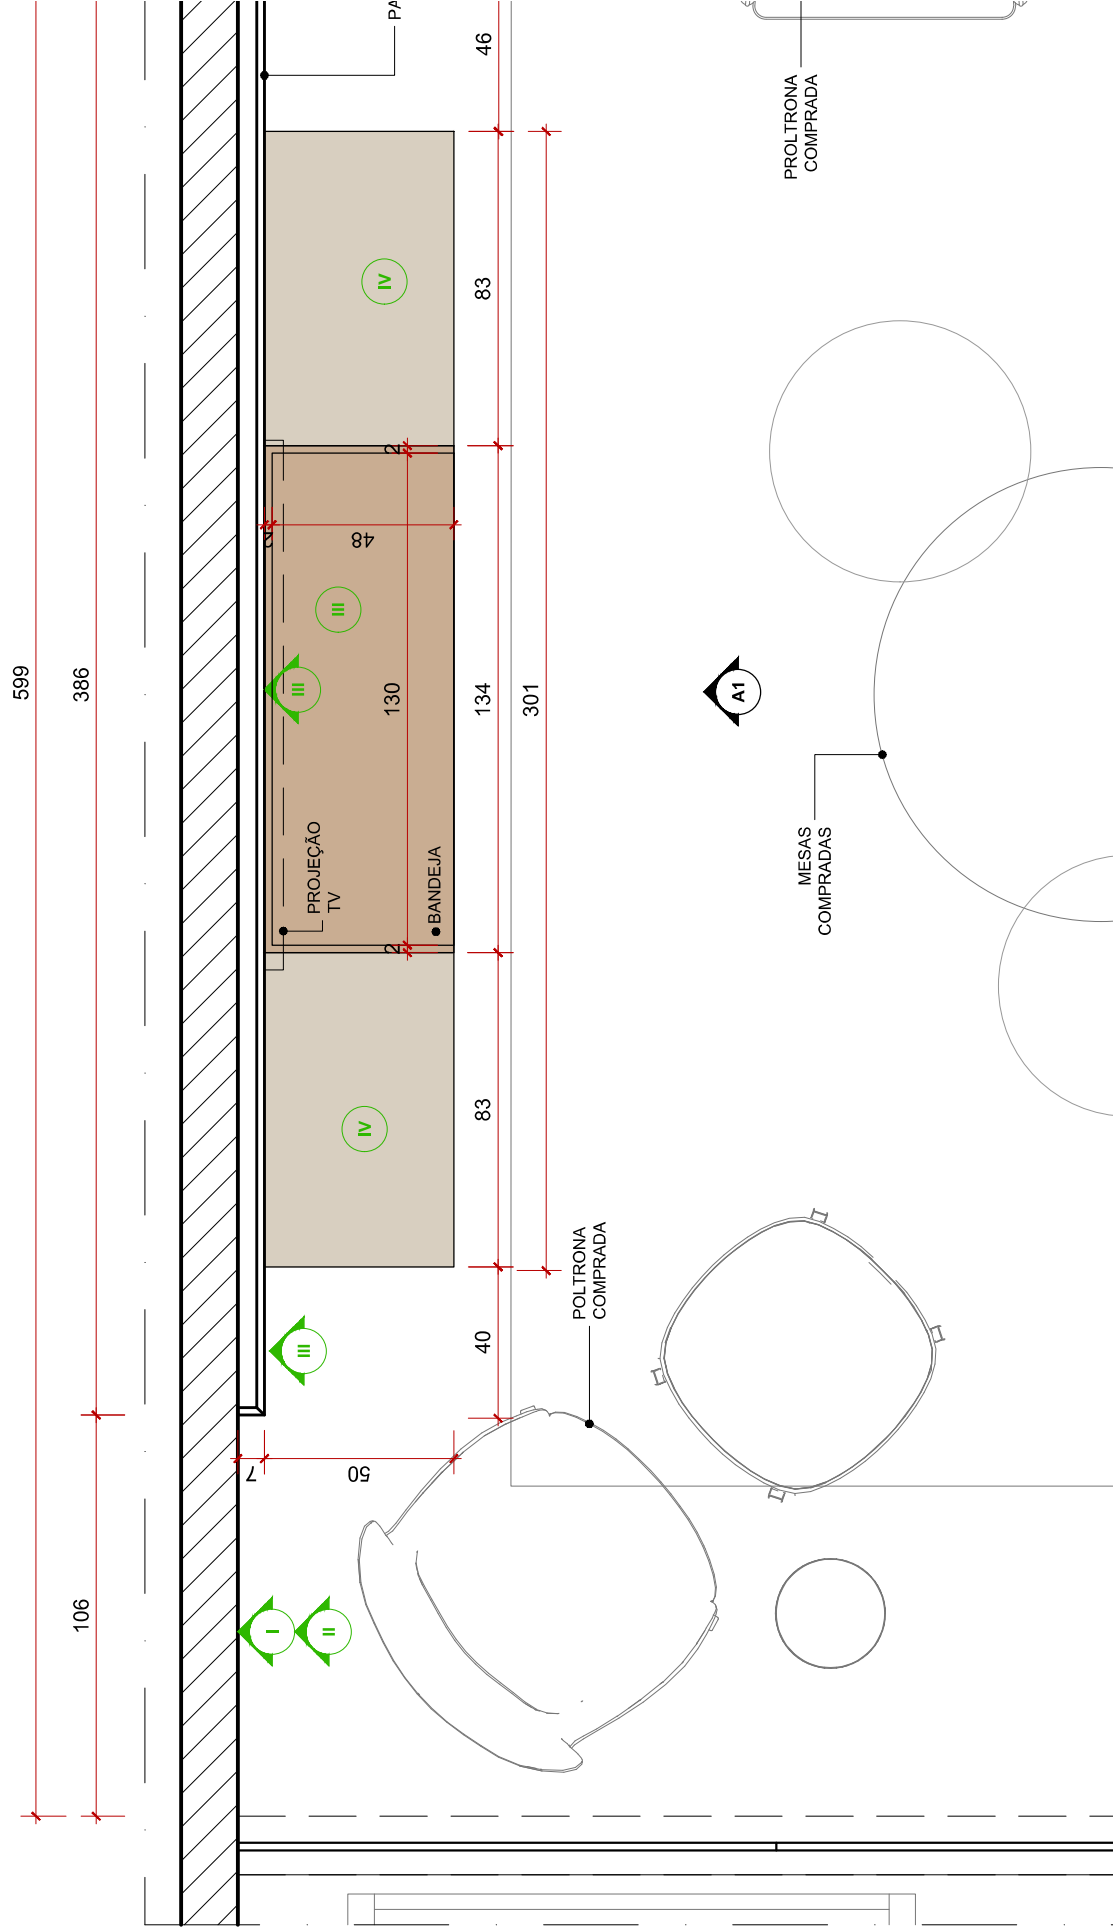 PA
46
PROLTRONA
COMPRADA
IV
83
2
2
48
III
III
599
386
130
134
301
A1
PROJEÇÃO
TV
BANDEJA
MESAS
COMPRADAS
2
IV
83
POLTRONA
COMPRADA
III
40
7
50
106
I
II